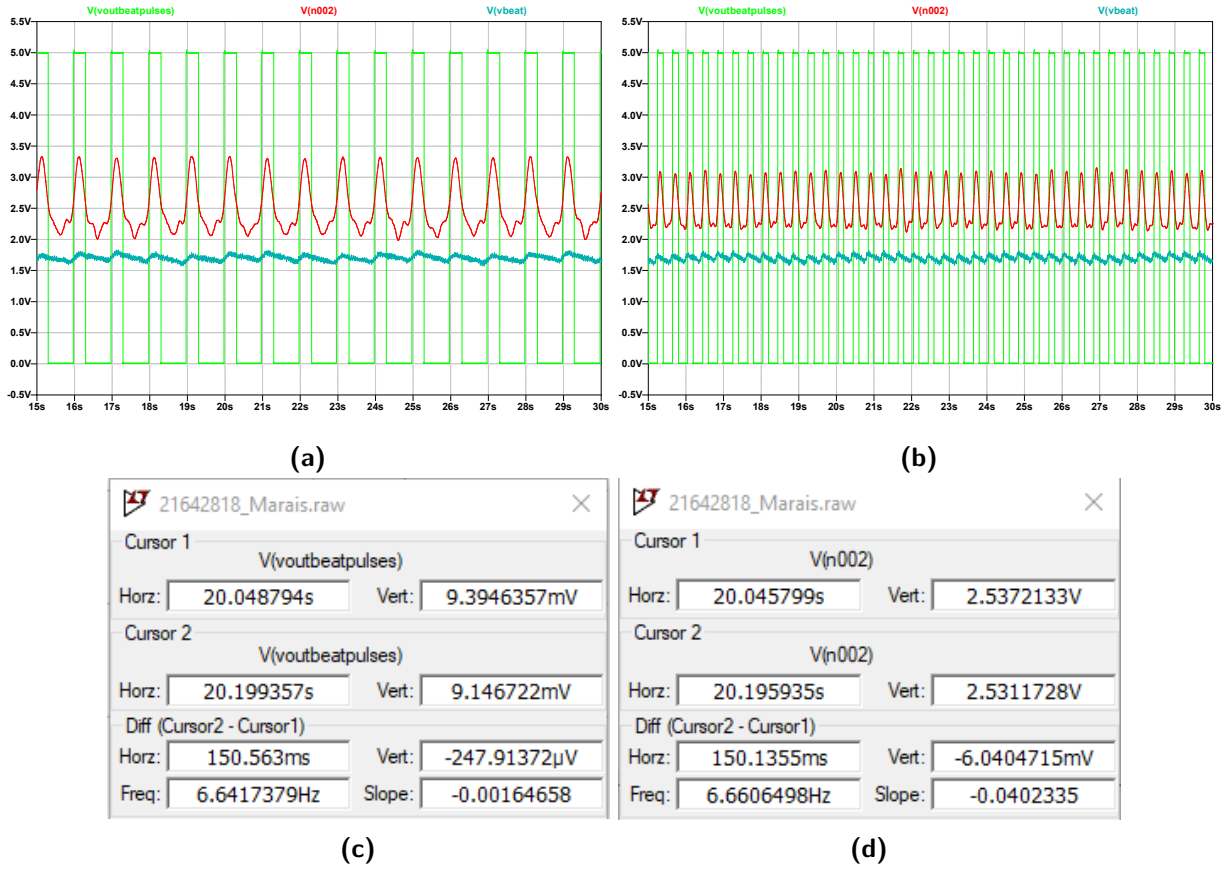 V(voutbeatpulses) V(n002) V(vbeat)
5.5V
5.0V
4.5V
4.0V
3.5V
3.0V
2.5V
2.0V
1.5V
1.0V
0.5V
0.0V
-0.5V
15s 16s 17s 18s 19s 20s 21s 22s 23s 24s 25s 26s 27s 28s 29s 30s
(a)
V(voutbeatpulses) V(n002) V(vbeat)
5.5V
5.0V
4.5V
4.0V
3.5V
3.0V
2.5V
2.0V
1.5V
1.0V
0.5V
0.0V
-0.5V
15s 16s 17s 18s 19s 20s 21s 22s 23s 24s 25s 26s 27s 28s 29s 30s
(b)
21642818_Marais.raw
Cursor 1
V(voutbeatpulses)
Horz: 20.048794s Vert: 9.3946357mV
Cursor 2
V(voutbeatpulses)
Horz: 20.199357s Vert: 9.146722mV
Diff (Cursor2 - Cursor1)
Horz: 150.563ms Vert: -247.91372µV
Freq: 6.6417379Hz Slope: -0.00164658
(c)
21642818_Marais.raw
Cursor 1
V(n002)
Horz: 20.045799s Vert: 2.5372133V
Cursor 2
V(n002)
Horz: 20.195935s Vert: 2.5311728V
Diff (Cursor2 - Cursor1)
Horz: 150.1355ms Vert: -6.0404715mV
Freq: 6.6606498Hz Slope: -0.0402335
(d)